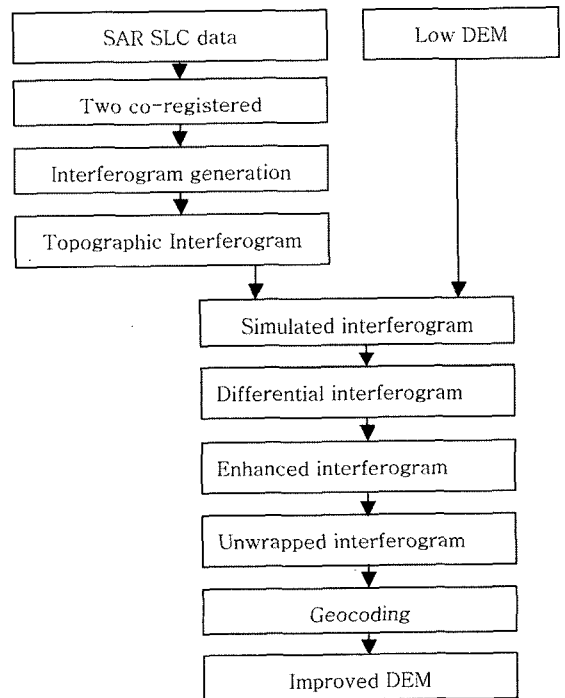 SAR SLC data
Low DEM
Two co-registered
Interferogram generation
Topographic Interferogram
Simulated interferogram
Differential interferogram
Enhanced interferogram
Unwrapped interferogram
Geocoding
Improved DEM